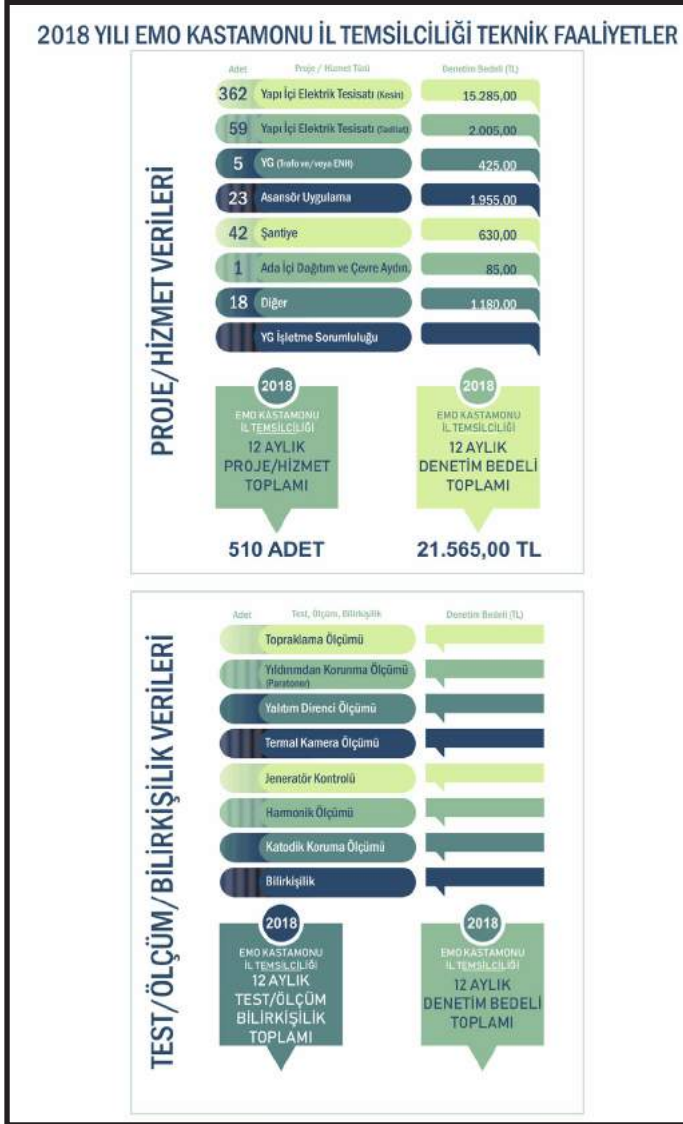 2018 YILI EMO KASTAMONU İL TEMSİLCİLİĞİ TEKNİK FAALİYETLER
PROJE/HİZMET VERİLERİ
Adet Proje / Hizmet Türü Denetim Bedeli (TL)
362 Yapı İçi Elektrik Tesisatı (Kesin) 15.285,00
59 Yapı İçi Elektrik Tesisatı (Tadilat) 2.005,00
5 YG (Trafo ve/veya ENH) 425,00
23 Asansör Uygulama 1.955,00
42 Şantiye 630,00
1 Ada İçi Dağıtım ve Çevre Aydın. 85,00
18 Diğer 1.180,00
YG İşletme Sorumluluğu
2018
EMO KASTAMONU
İL TEMSİLCİLİĞİ
12 AYLIK
PROJE/HİZMET
TOPLAMI
510 ADET
2018
EMO KASTAMONU
İL TEMSİLCİLİĞİ
12 AYLIK
DENETİM BEDELİ
TOPLAMI
21.565,00 TL
TEST/ÖLÇÜM/BİLİRKİŞİLİK VERİLERİ
Adet Test, Ölçüm, Bilirkişilik Denetim Bedeli (TL)
Topraklama Ölçümü
Yıldırımdan Korunma Ölçümü
(Paratoner)
Yalıtım Direnci Ölçümü
Termal Kamera Ölçümü
Jeneratör Kontrolü
Harmonik Ölçümü
Katodik Koruma Ölçümü
Bilirkişilik
2018
EMO KASTAMONU
İL TEMSİLCİLİĞİ
12 AYLIK
TEST/ÖLÇÜM
BİLİRKİŞİLİK
TOPLAMI
2018
EMO KASTAMONU
İL TEMSİLCİLİĞİ
12 AYLIK
DENETİM BEDELİ
TOPLAMI